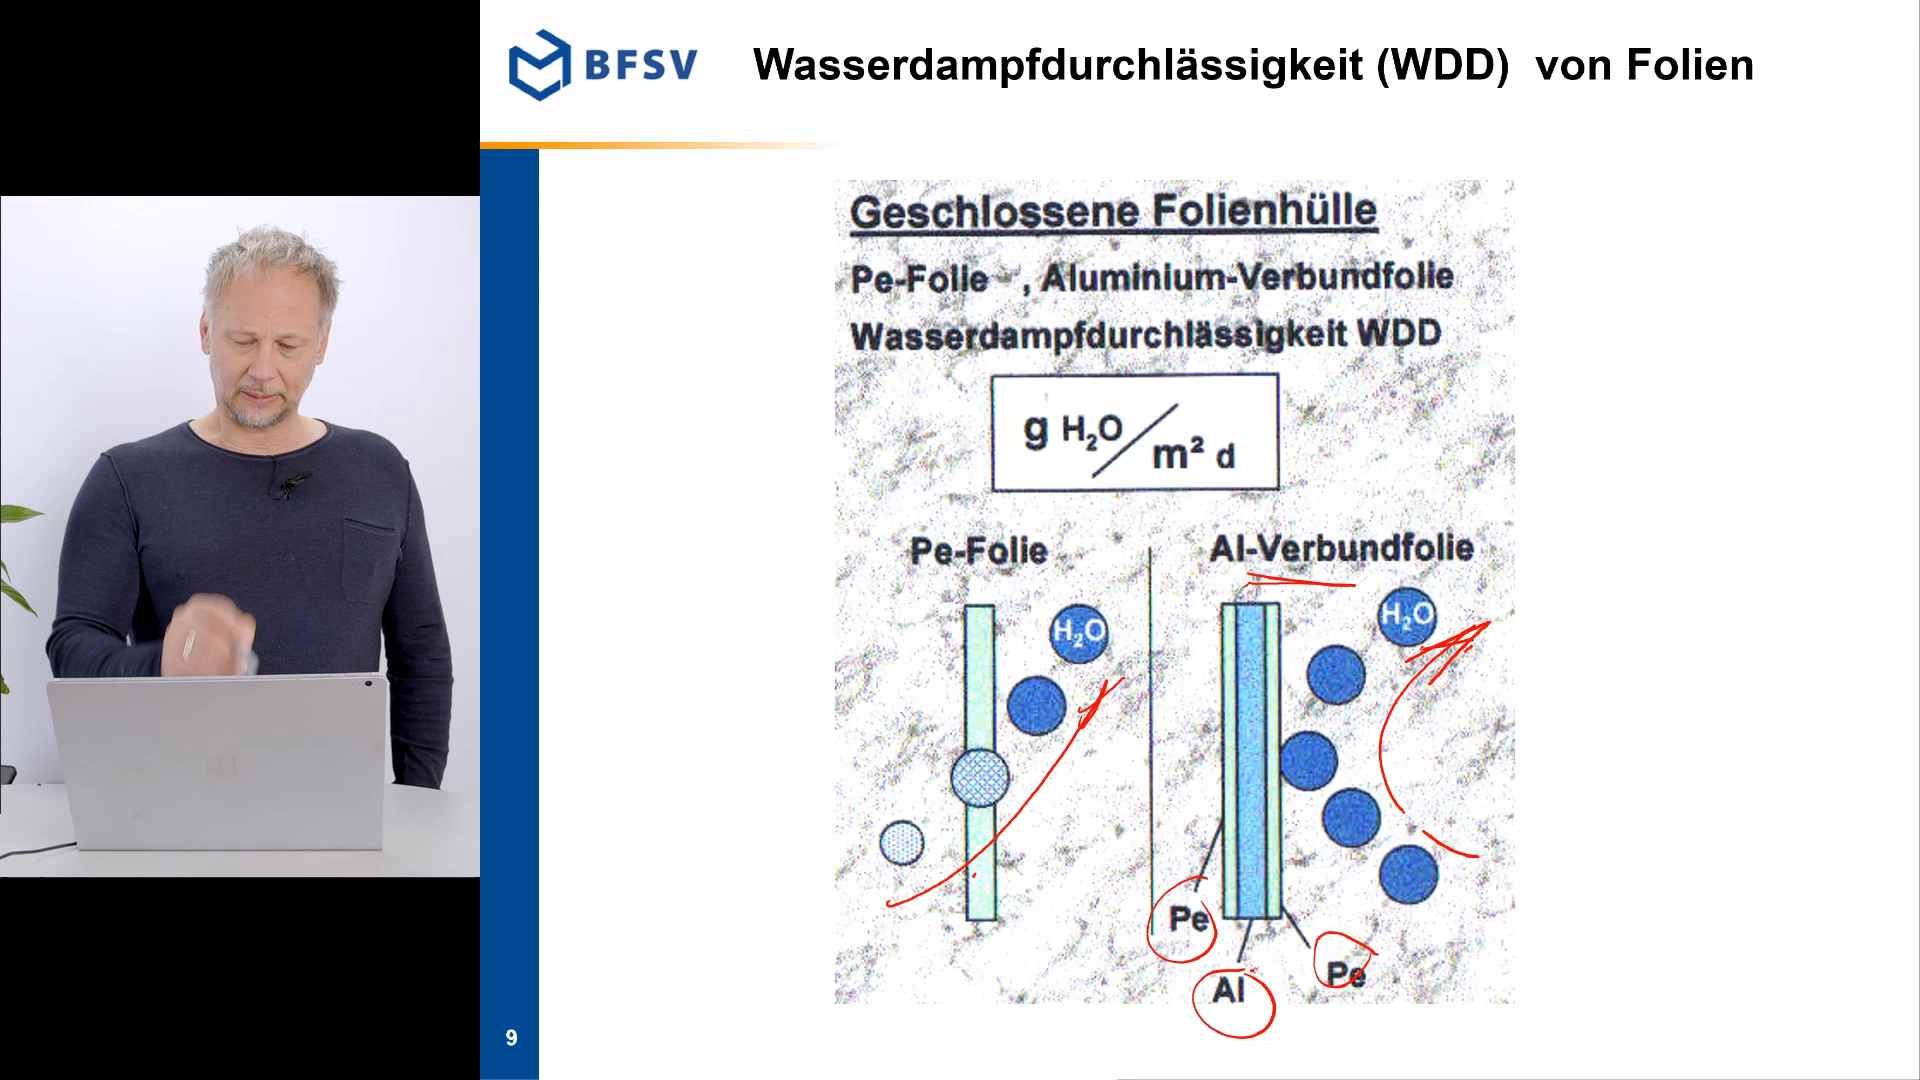 BFSV
Wasserdampfdurchlässigkeit (WDD) von Folien
Geschlossene Folienhülle
Pe-Folie - , Aluminium-Verbundfolie
Wasserdampfdurchlässigkeit WDD
g H₂O / m² d
Pe-Folie
Al-Verbundfolie
H₂O
H₂O
Pe
Al
Pe
9